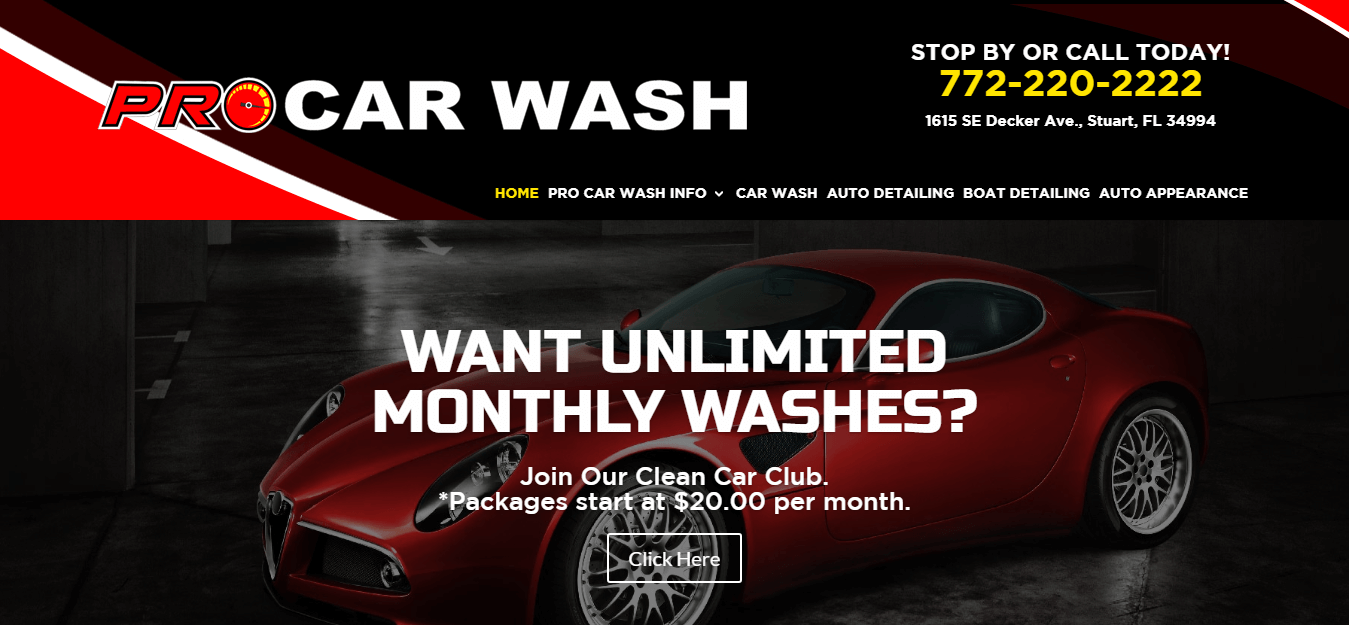 PRO CAR WASH
STOP BY OR CALL TODAY!
772-220-2222
1615 SE Decker Ave., Stuart, FL 34994
HOME PRO CAR WASH INFO CAR WASH AUTO DETAILING BOAT DETAILING AUTO APPEARANCE
WANT UNLIMITED
MONTHLY WASHES?
Join Our Clean Car Club.
*Packages start at $20.00 per month.
Click Here